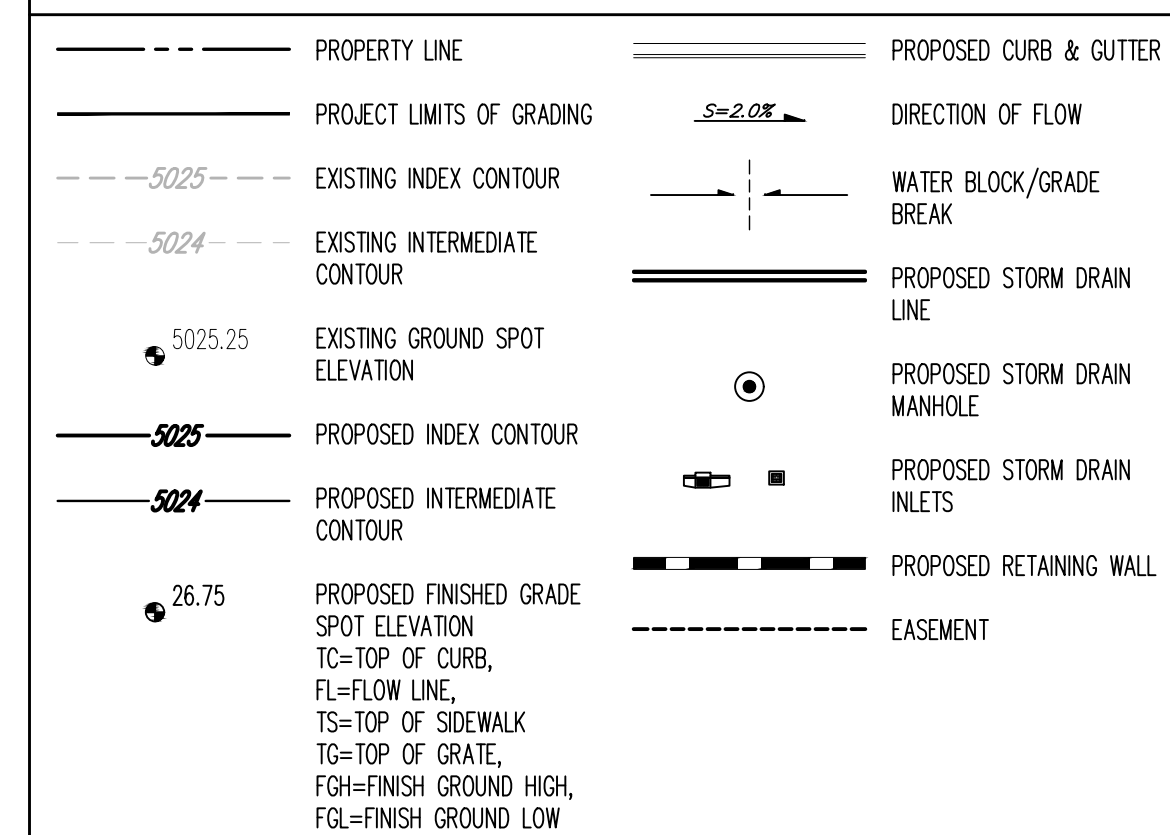 PROPERTY LINE
PROJECT LIMITS OF GRADING
5025 EXISTING INDEX CONTOUR
5024 EXISTING INTERMEDIATE
CONTOUR
5025.25 EXISTING GROUND SPOT
ELEVATION
5025 PROPOSED INDEX CONTOUR
5024 PROPOSED INTERMEDIATE
CONTOUR
26.75 PROPOSED FINISHED GRADE
SPOT ELEVATION
TC=TOP OF CURB,
FL=FLOW LINE,
TS=TOP OF SIDEWALK
TG=TOP OF GRATE,
FGH=FINISH GROUND HIGH,
FGL=FINISH GROUND LOW
PROPOSED CURB & GUTTER
S=2.0% DIRECTION OF FLOW
WATER BLOCK/GRADE
BREAK
PROPOSED STORM DRAIN
LINE
PROPOSED STORM DRAIN
MANHOLE
PROPOSED STORM DRAIN
INLETS
PROPOSED RETAINING WALL
EASEMENT